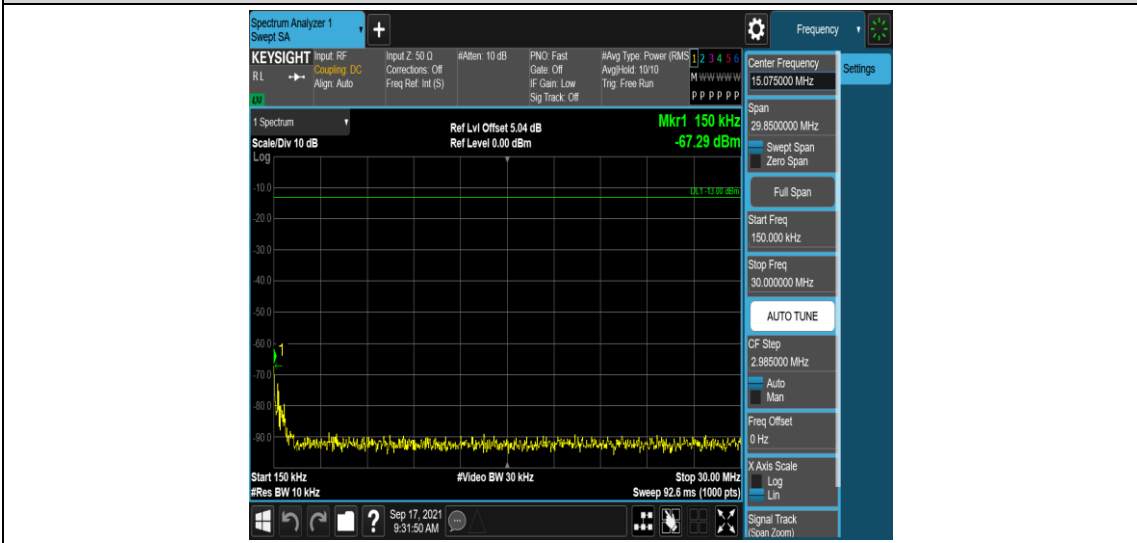 Spectrum Analyzer 1
Swept SA
+
Frequency
KEYSIGHT
RL
LXI
Input: RF
Coupling: DC
Align: Auto
Input Z: 50 Ω
Corrections: Off
Freq Ref: Int (S)
#Atten: 10 dB
PNO: Fast
Gate: Off
IF Gain: Low
Sig Track: Off
#Avg Type: Power (RMS
Avg|Hold: 10/10
Trig: Free Run
1 2 3 4 5 6
M W W W W W
P P P P P P
1 Spectrum
Scale/Div 10 dB
Log
Ref Lvl Offset 5.04 dB
Ref Level 0.00 dBm
Mkr1 150 kHz
-67.29 dBm
DL1 -13.00 dBm
-10.0
-20.0
-30.0
-40.0
-50.0
-60.0
1
-70.0
-80.0
-90.0
Start 150 kHz
#Res BW 10 kHz
#Video BW 30 kHz
Stop 30.00 MHz
Sweep 92.6 ms (1000 pts)
Center Frequency
15.075000 MHz
Settings
Span
29.8500000 MHz
Swept Span
Zero Span
Full Span
Start Freq
150.000 kHz
Stop Freq
30.000000 MHz
AUTO TUNE
CF Step
2.985000 MHz
Auto
Man
Freq Offset
0 Hz
X Axis Scale
Log
Lin
Signal Track
(Span Zoom)
?
Sep 17, 2021
9:31:50 AM